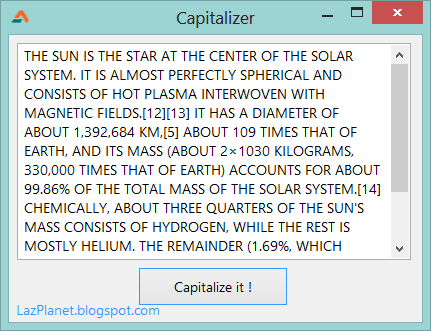 Capitalizer
THE SUN IS THE STAR AT THE CENTER OF THE SOLAR
SYSTEM. IT IS ALMOST PERFECTLY SPHERICAL AND
CONSISTS OF HOT PLASMA INTERWOVEN WITH
MAGNETIC FIELDS.[12][13] IT HAS A DIAMETER OF
ABOUT 1,392,684 KM,[5] ABOUT 109 TIMES THAT OF
EARTH, AND ITS MASS (ABOUT 2×1030 KILOGRAMS,
330,000 TIMES THAT OF EARTH) ACCOUNTS FOR ABOUT
99.86% OF THE TOTAL MASS OF THE SOLAR SYSTEM.[14]
CHEMICALLY, ABOUT THREE QUARTERS OF THE SUN'S
MASS CONSISTS OF HYDROGEN, WHILE THE REST IS
MOSTLY HELIUM. THE REMAINDER (1.69%, WHICH
Capitalize it !
LazPlanet.blogspot.com